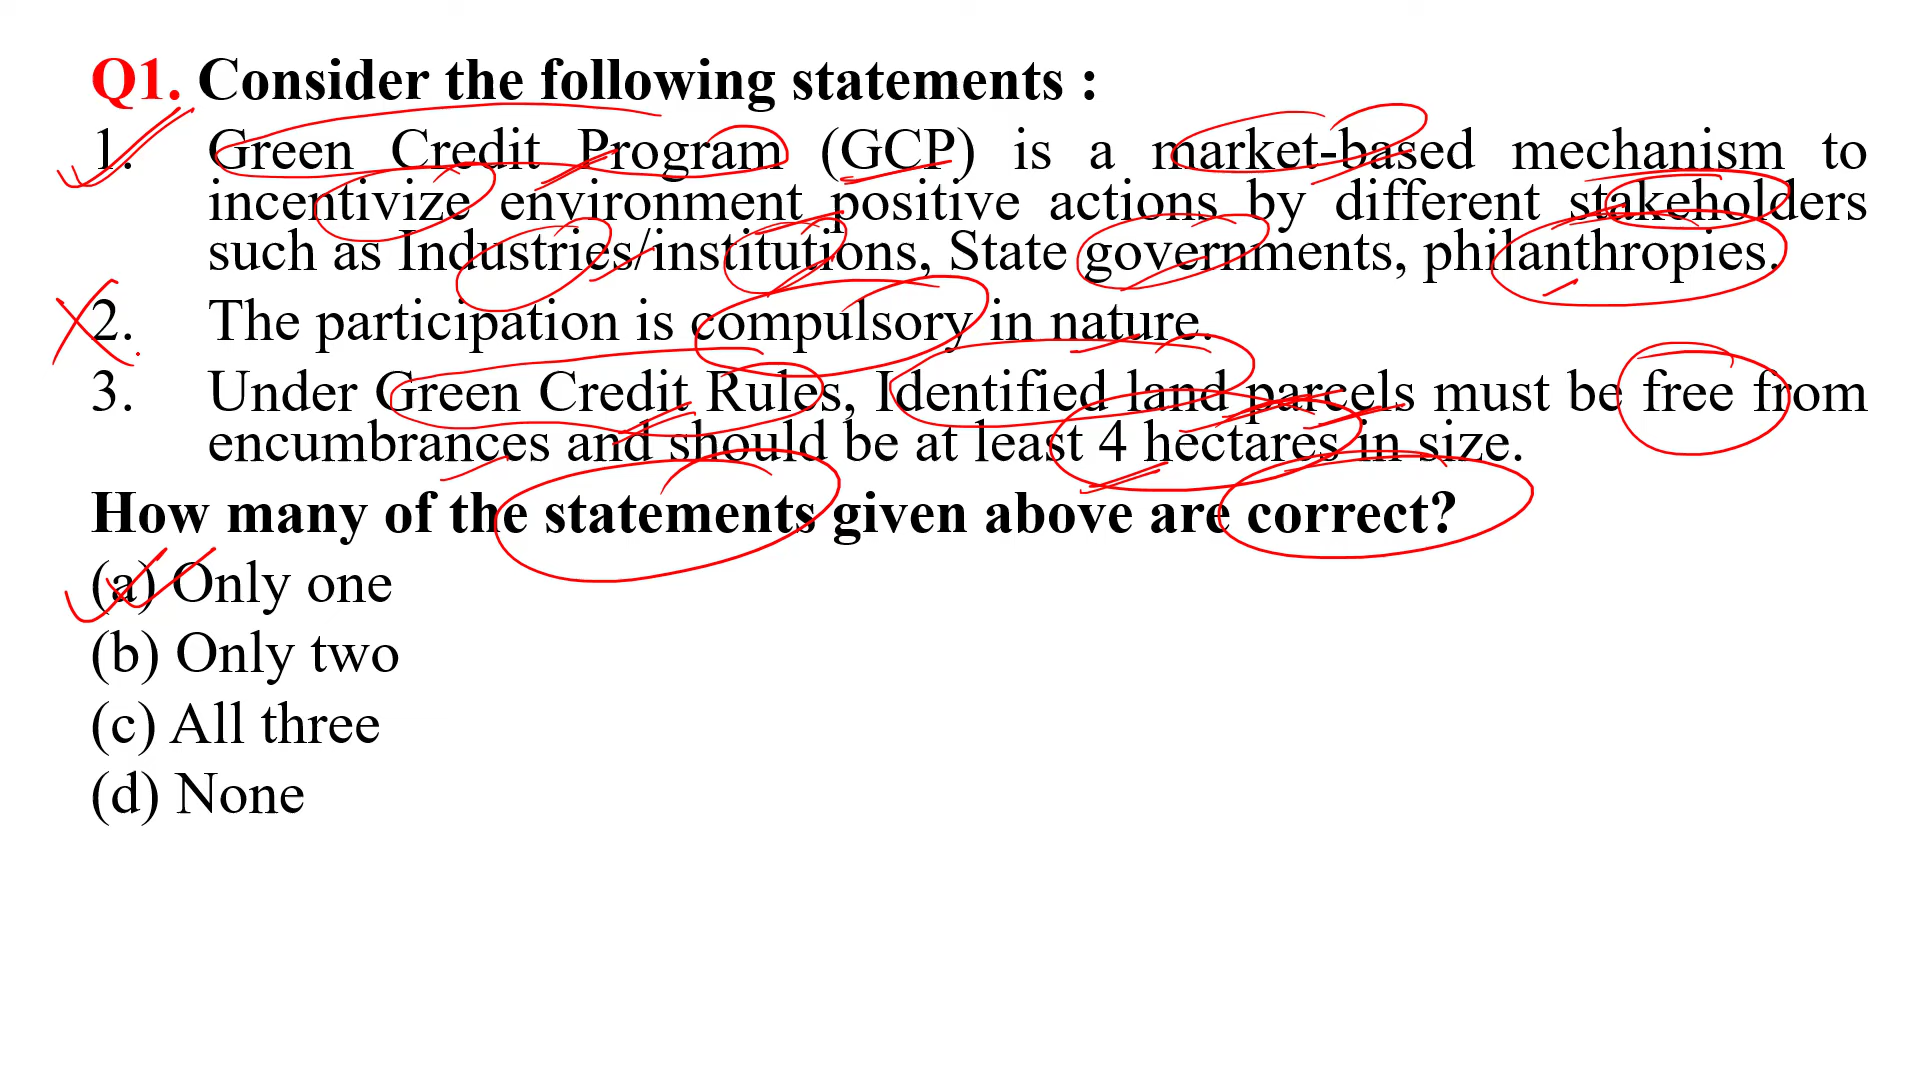 Q1. Consider the following statements :
1. Green Credit Program (GCP) is a market-based mechanism to
incentivize environment positive actions by different stakeholders
such as Industries/institutions, State governments, philanthropies.
2. The participation is compulsory in nature.
3. Under Green Credit Rules, Identified land parcels must be free from
encumbrances and should be at least 4 hectares in size.
How many of the statements given above are correct?
(a) Only one
(b) Only two
(c) All three
(d) None